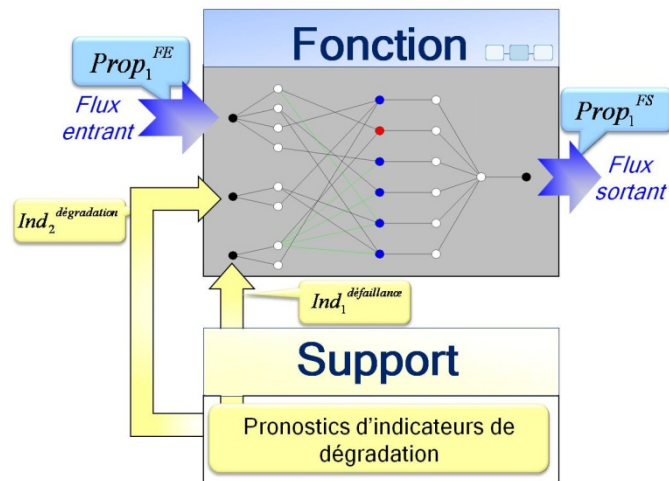 Fonction
Prop₁ᶠᴱ
Flux
entrant
Prop₁ᶠˢ
Flux
sortant
Ind₂ᵈᵉ́ᵍʳᵃᵈᵃᵗⁱᵒⁿ
Ind₁ᵈᵉ́ᶠᵃⁱˡˡᵃⁿᶜᵉ
Support
Pronostics d'indicateurs de
dégradation